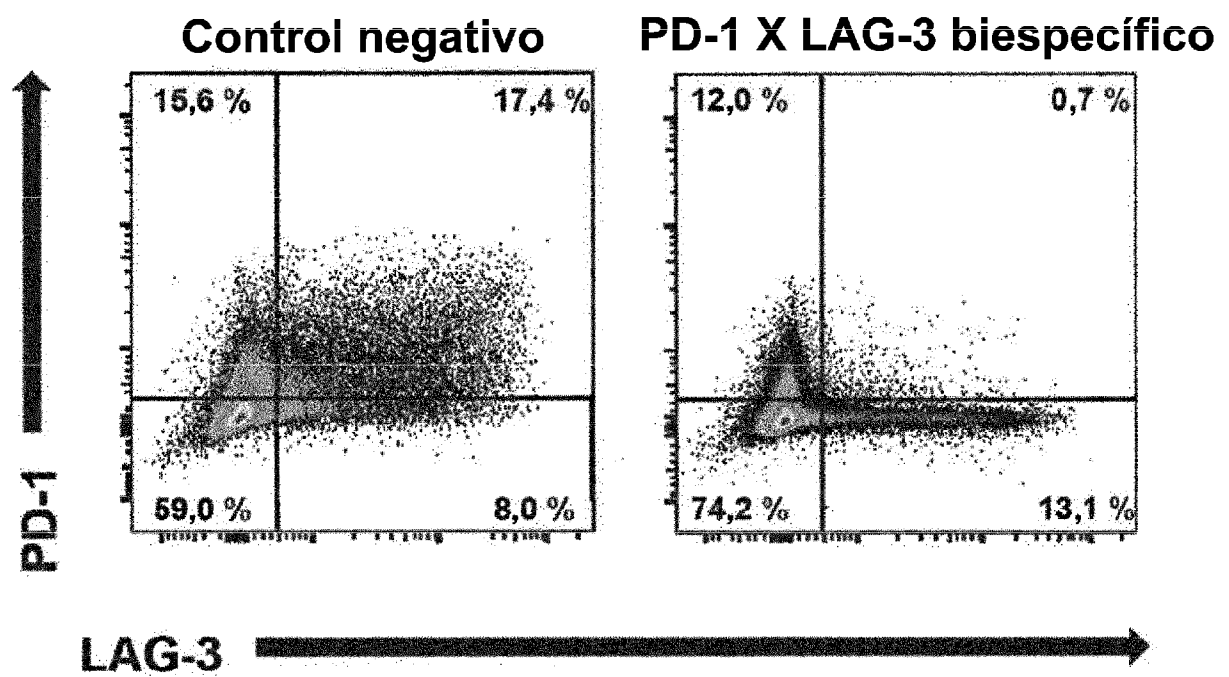 Control negativo
PD-1 X LAG-3 biespecífico
15,6 %
17,4 %
12,0 %
0,7 %
59,0 %
8,0 %
74,2 %
13,1 %
PD-1
LAG-3